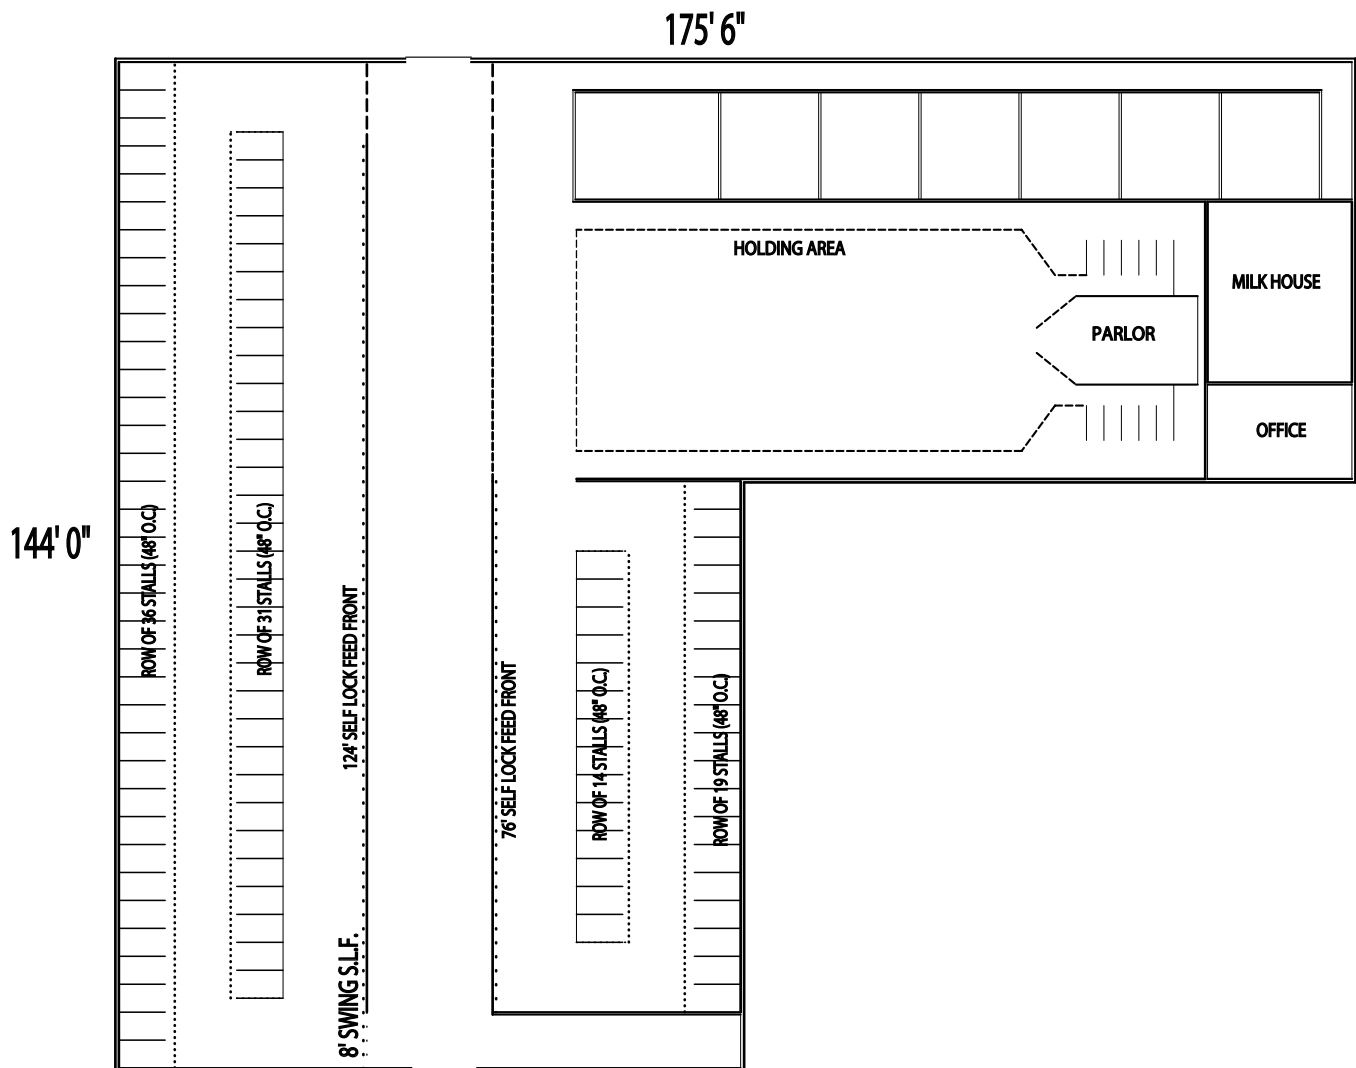 175' 6"
HOLDING AREA
MILK HOUSE
PARLOR
OFFICE
144' 0"
ROW OF 36 STALLS (48" O.C.)
ROW OF 31 STALLS (48" O.C.)
124' SELF LOCK FEED FRONT
76' SELF LOCK FEED FRONT
ROW OF 14 STALLS (48" O.C.)
ROW OF 19 STALLS (48" O.C.)
8' SWING S.L.F.